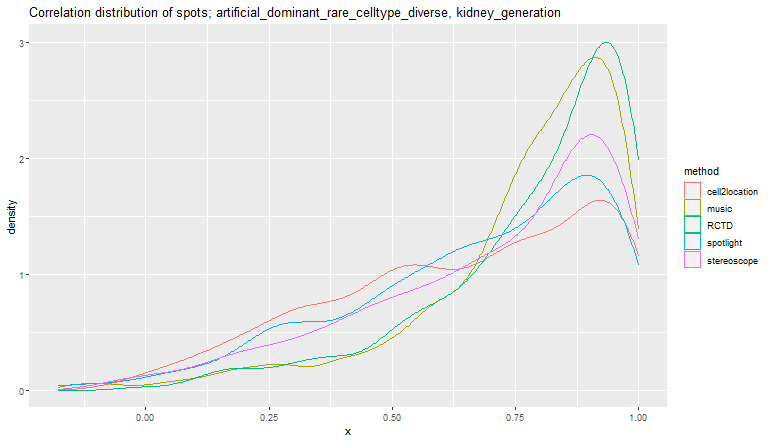 Correlation distribution of spots; artificial_dominant_rare_celltype_diverse, kidney_generation
3
2
1
0
density
0.00 0.25 0.50 0.75 1.00
x
method
cell2location
music
RCTD
spotlight
stereoscope